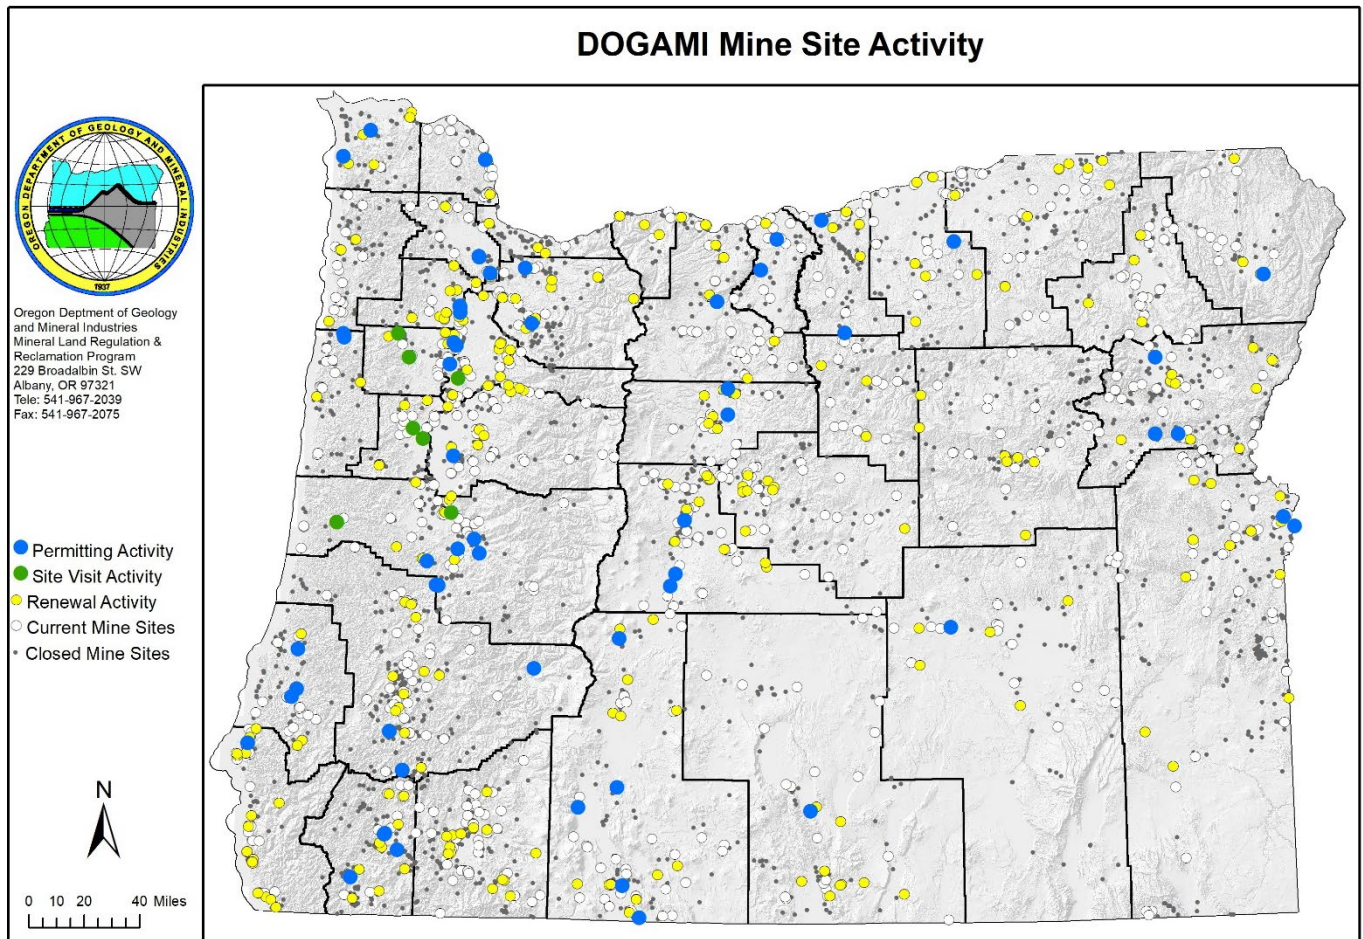 DOGAMI Mine Site Activity
OREGON DEPARTMENT OF GEOLOGY AND MINERAL INDUSTRIES
1937
Oregon Deptment of Geology
and Mineral Industries
Mineral Land Regulation &
Reclamation Program
229 Broadalbin St. SW
Albany, OR 97321
Tele: 541-967-2039
Fax: 541-967-2075
Permitting Activity
Site Visit Activity
Renewal Activity
Current Mine Sites
Closed Mine Sites
N
0 10 20 40 Miles